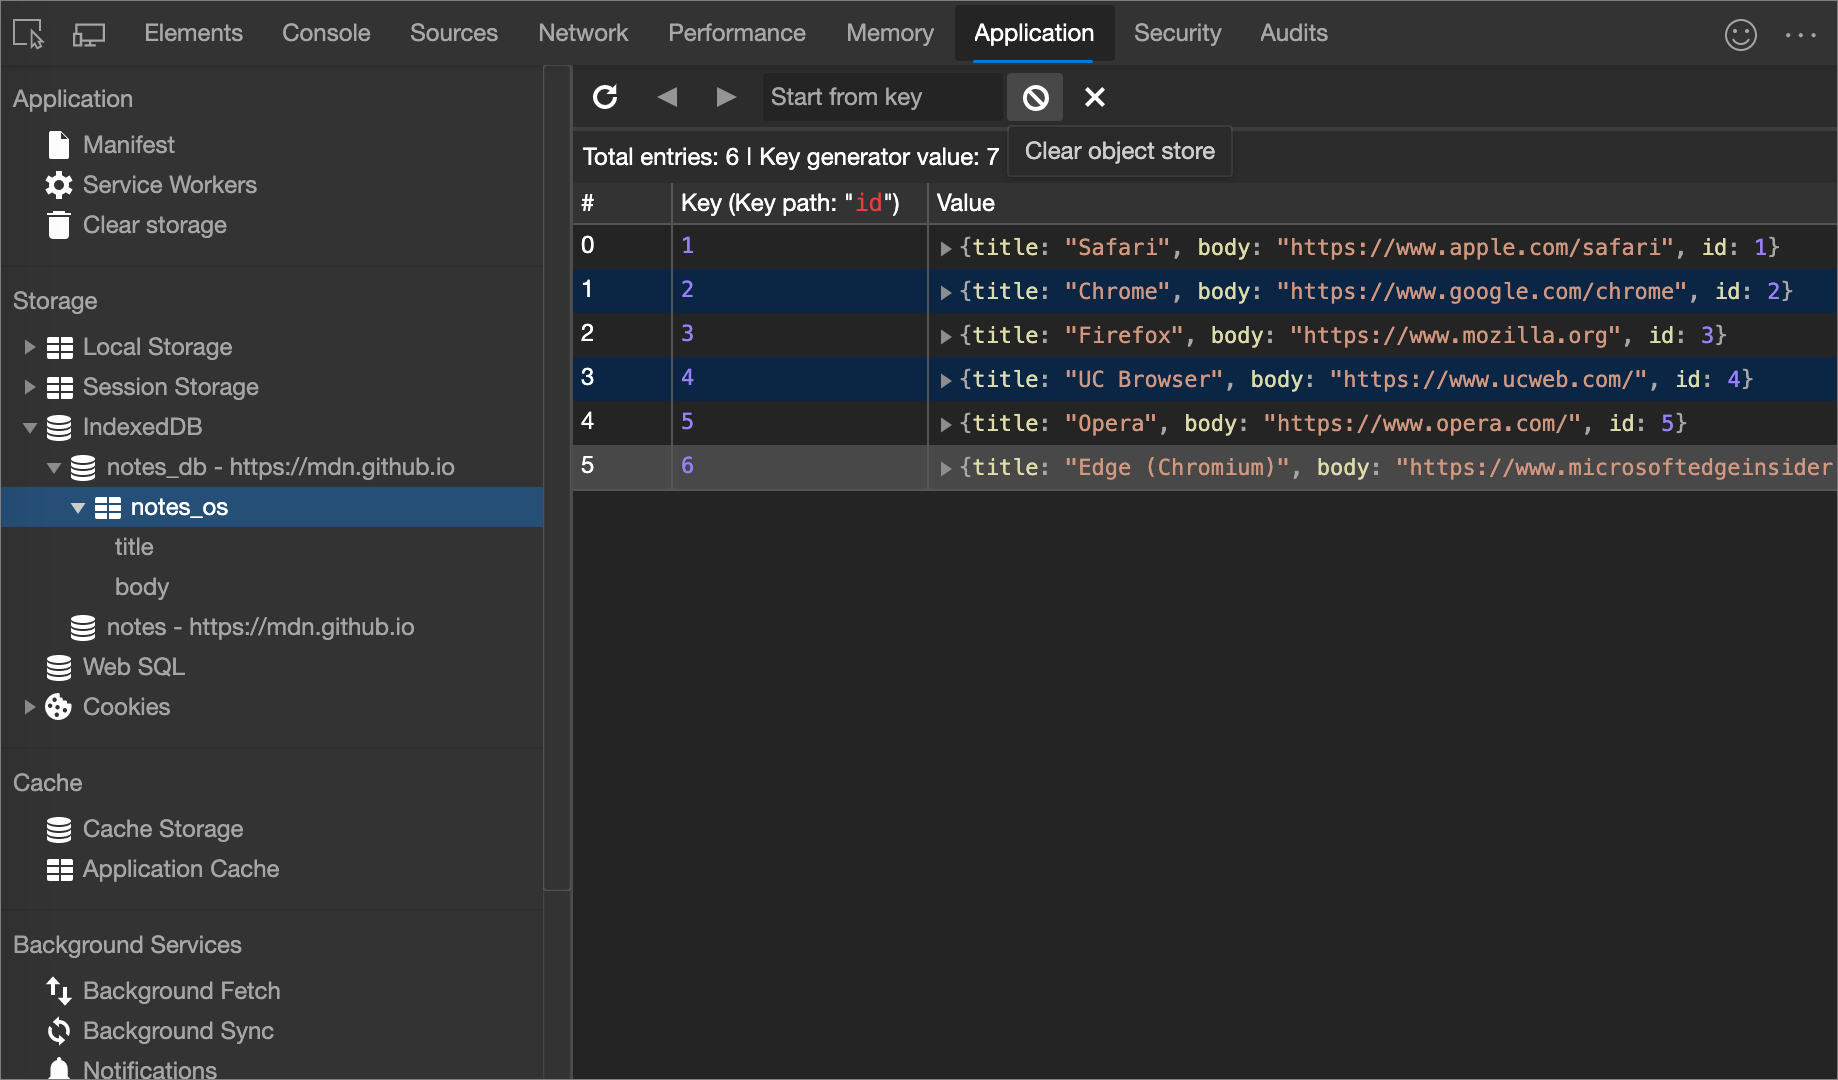 Elements Console Sources Network Performance Memory Application Security Audits
Application
Manifest
Service Workers
Clear storage
Storage
Local Storage
Session Storage
IndexedDB
notes_db - https://mdn.github.io
notes_os
title
body
notes - https://mdn.github.io
Web SQL
Cookies
Cache
Cache Storage
Application Cache
Background Services
Background Fetch
Background Sync
Notifications
Start from key
Clear object store
Total entries: 6 | Key generator value: 7
# Key (Key path: "id") Value
0 1 {title: "Safari", body: "https://www.apple.com/safari", id: 1}
1 2 {title: "Chrome", body: "https://www.google.com/chrome", id: 2}
2 3 {title: "Firefox", body: "https://www.mozilla.org", id: 3}
3 4 {title: "UC Browser", body: "https://www.ucweb.com/", id: 4}
4 5 {title: "Opera", body: "https://www.opera.com/", id: 5}
5 6 {title: "Edge (Chromium)", body: "https://www.microsoftedgeinsider